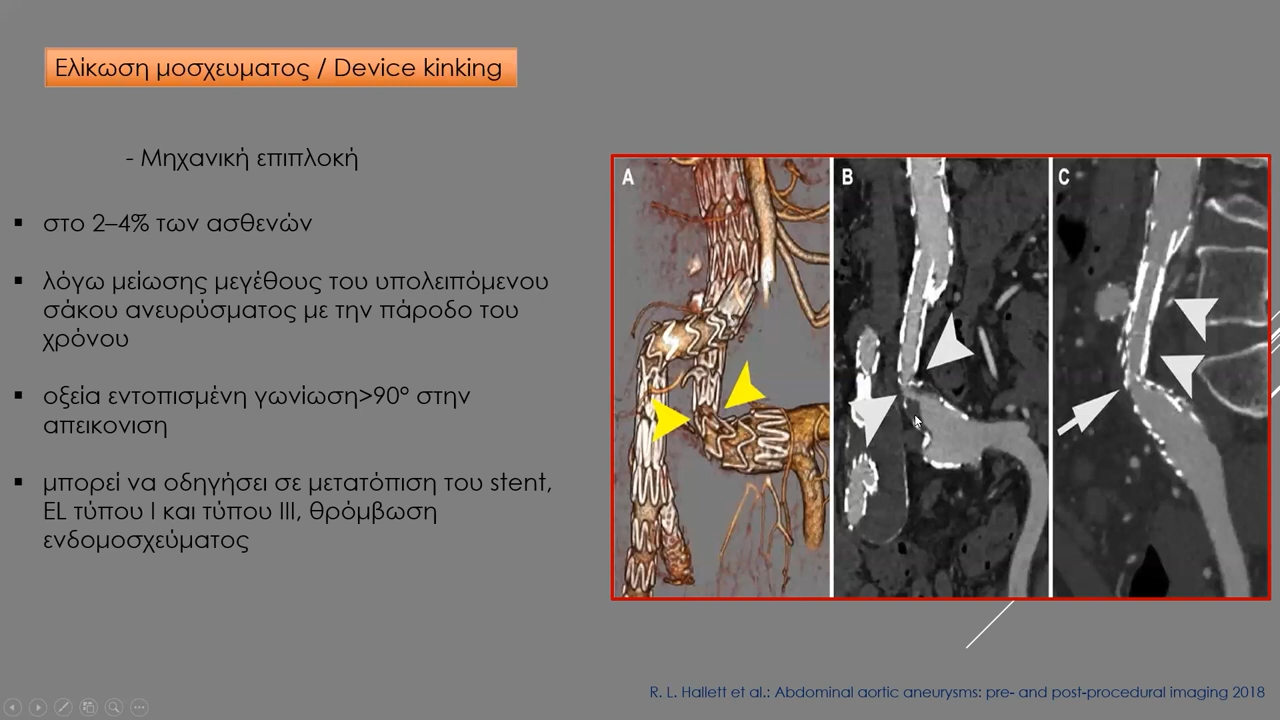 Ελίκωση μοσχευματος / Device kinking
- Μηχανική επιπλοκή
▪ στο 2–4% των ασθενών
▪ λόγω μείωσης μεγέθους του υπολειπόμενου
σάκου ανευρύσματος με την πάροδο του
χρόνου
▪ οξεία εντοπισμένη γωνίωση>90° στην
απεικονιση
▪ μπορεί να οδηγήσει σε μετατόπιση του stent,
EL τύπου I και τύπου III, θρόμβωση
ενδομοσχεύματος
A
B
C
R. L. Hallett et al.: Abdominal aortic aneurysms: pre- and post-procedural imaging 2018